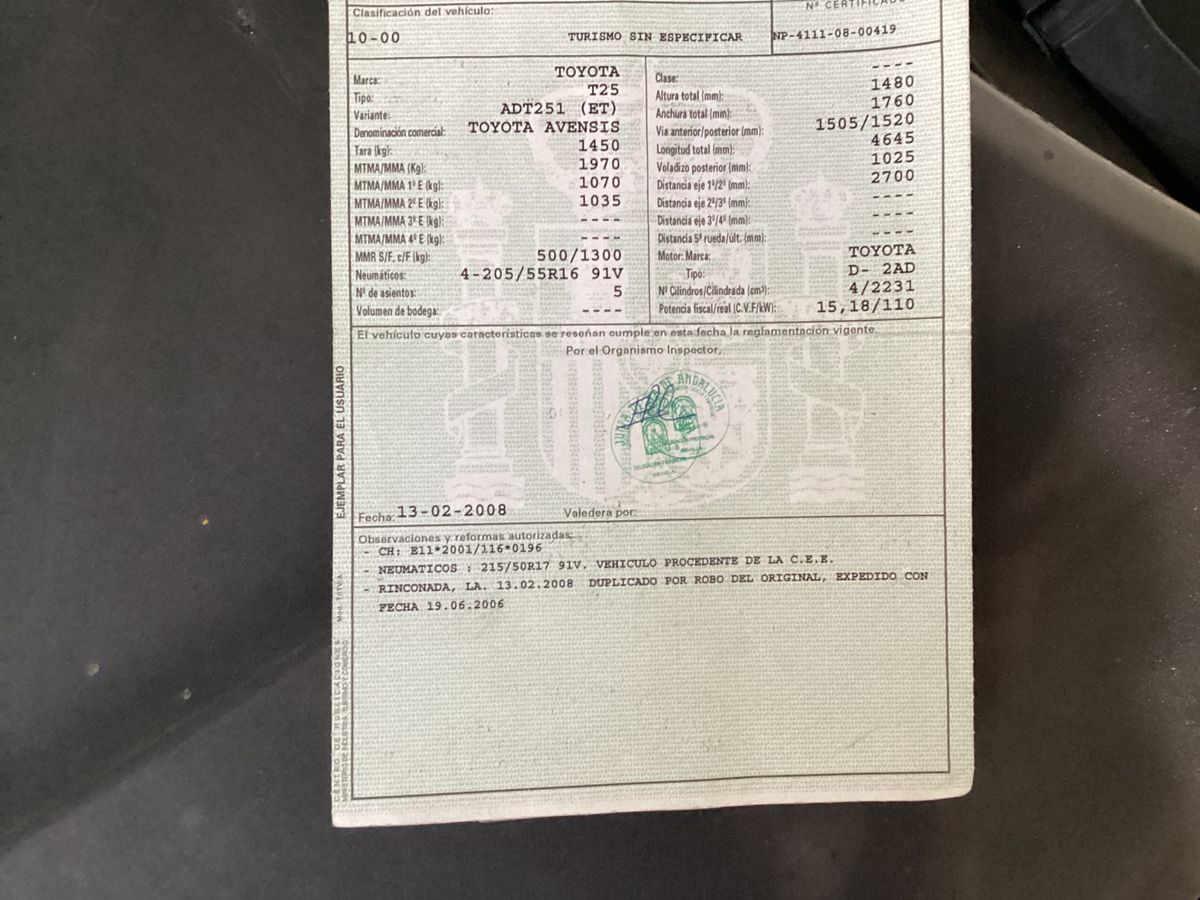 Clasificación del vehículo:
Nº CERTIFICADO
10-00 TURISMO SIN ESPECIFICAR NP-4111-08-00419
Marca: TOYOTA
Tipo: T25
Variante: ADT251 (ET)
Denominación comercial: TOYOTA AVENSIS
Tara (kg): 1450
MTMA/MMA (Kg): 1970
MTMA/MMA 1º E (kg): 1070
MTMA/MMA 2º E (kg): 1035
MTMA/MMA 3º E (kg): ----
MTMA/MMA 4º E (kg): ----
MMR S/F, c/F (kg): 500/1300
Neumáticos: 4-205/55R16 91V
Nº de asientos: 5
Volumen de bodega: ----
Clase: ----
Altura total (mm): 1480
Anchura total (mm): 1760
Vía anterior/posterior (mm): 1505/1520
Longitud total (mm): 4645
Voladizo posterior (mm): 1025
Distancia eje 1º/2º (mm): 2700
Distancia eje 2º/3º (mm): ----
Distancia eje 3º/4º (mm): ----
Distancia 5ª rueda/últ. (mm): ----
Motor: Marca: TOYOTA
Tipo: D- 2AD
Nº Cilindros/Cilindrada (cm³): 4/2231
Potencia fiscal/real (C.V.F/kW): 15,18/110
El vehículo cuyas características se reseñan cumple en esta fecha la reglamentación vigente.
Por el Organismo Inspector,
JUNTA DE ANDALUCIA
DELEGACIÓN PROVINCIAL
Fecha: 13-02-2008 Valedera por:
Observaciones y reformas autorizadas:
- CH: E11*2001/116*0196
- NEUMATICOS : 215/50R17 91V. VEHICULO PROCEDENTE DE LA C.E.E.
- RINCONADA, LA. 13.02.2008 DUPLICADO POR ROBO DEL ORIGINAL, EXPEDIDO CON
FECHA 19.06.2006
EJEMPLAR PARA EL USUARIO
CENTRO DE PUBLICACIONES
MINISTERIO DE INDUSTRIA, TURISMO Y COMERCIO